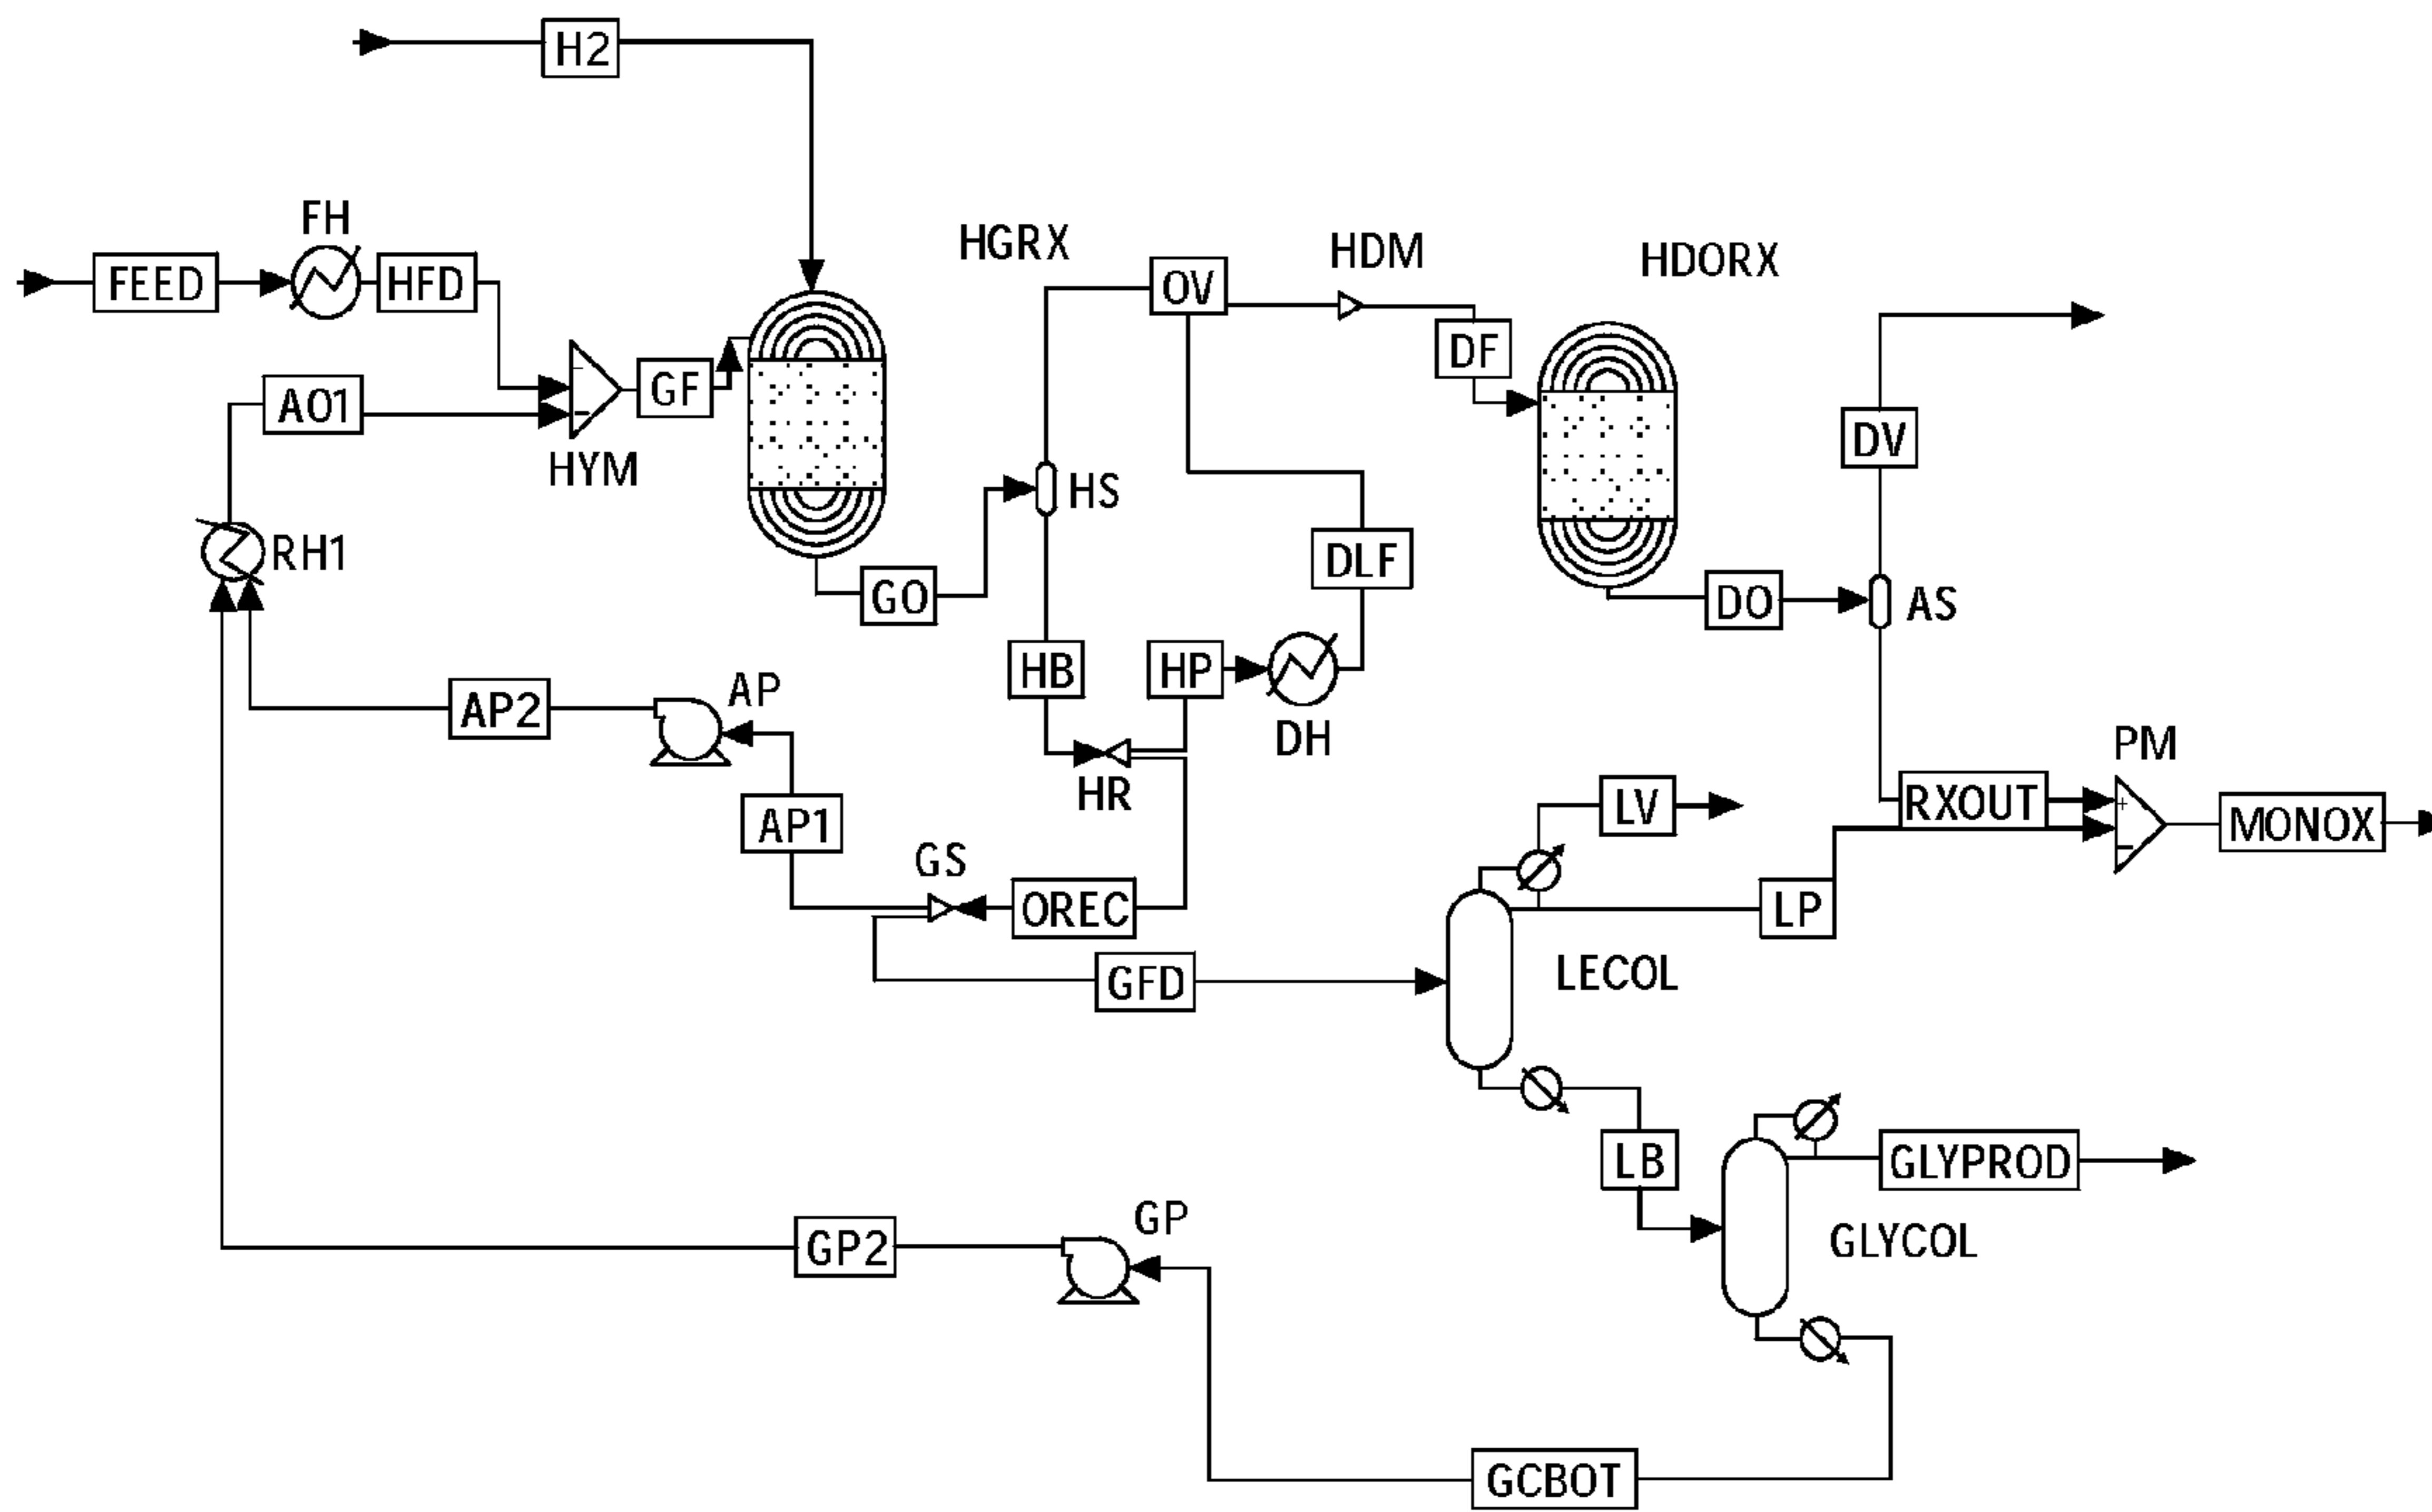 H2
FH
FEED
HFD
HGRX
OV
HDM
HDORX
DF
AO1
GF
HYM
HS
DV
RH1
GO
DLF
DO
AS
HB
HP
DH
AP2
AP
HR
PM
AP1
GS
OREC
LV
RXOUT
MONOX
LP
GFD
LECOL
LB
GLYPROD
GLYCOL
GP2
GP
GCBOT